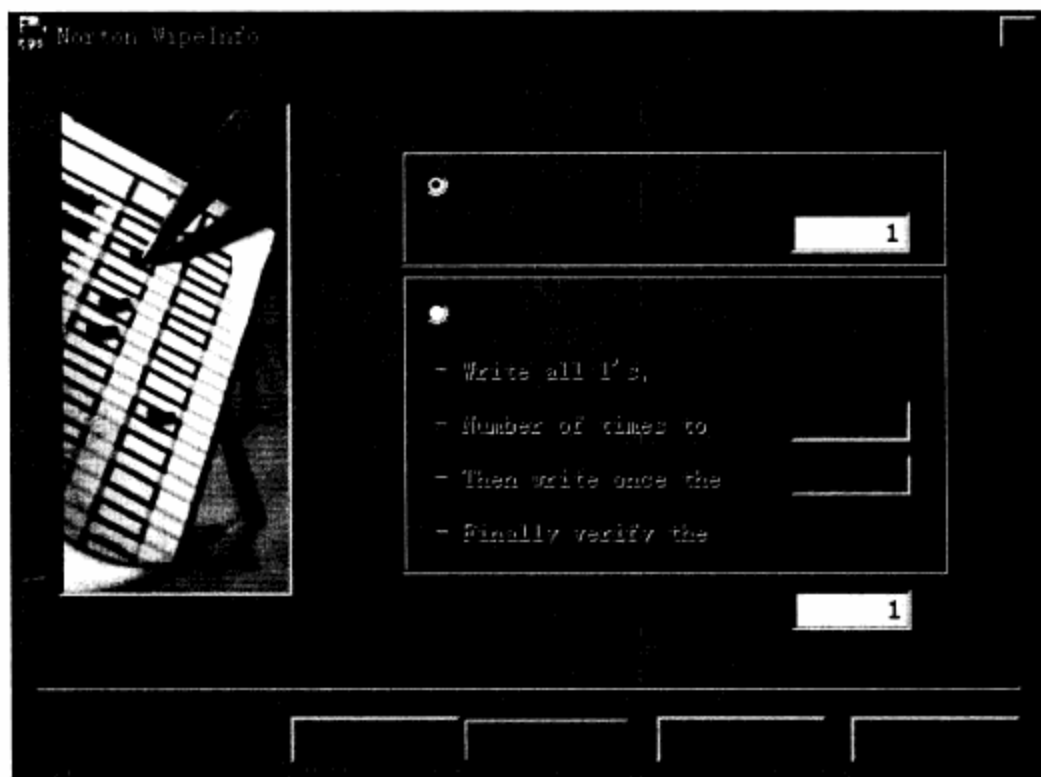 Norton WipeInfo
1
- Write all 1's,
- Number of times to
- Then write once the
- Finally verify the
1